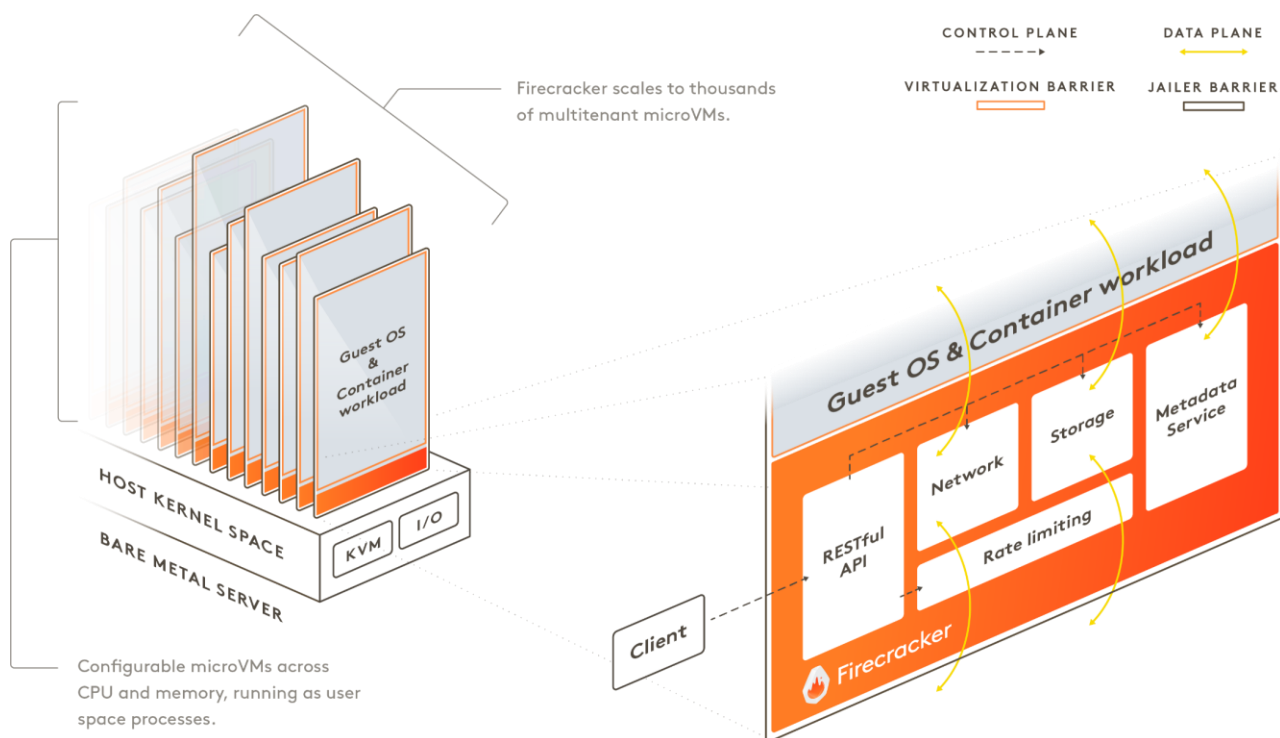 CONTROL PLANE
DATA PLANE
VIRTUALIZATION BARRIER
JAILER BARRIER
Firecracker scales to thousands
of multitenant microVMs.
Guest OS
&
Container
workload
HOST KERNEL SPACE
KVM
I/O
BARE METAL SERVER
Configurable microVMs across
CPU and memory, running as user
space processes.
Guest OS & Container workload
RESTful
API
Network
Storage
Metadata
Service
Rate limiting
Client
Firecracker